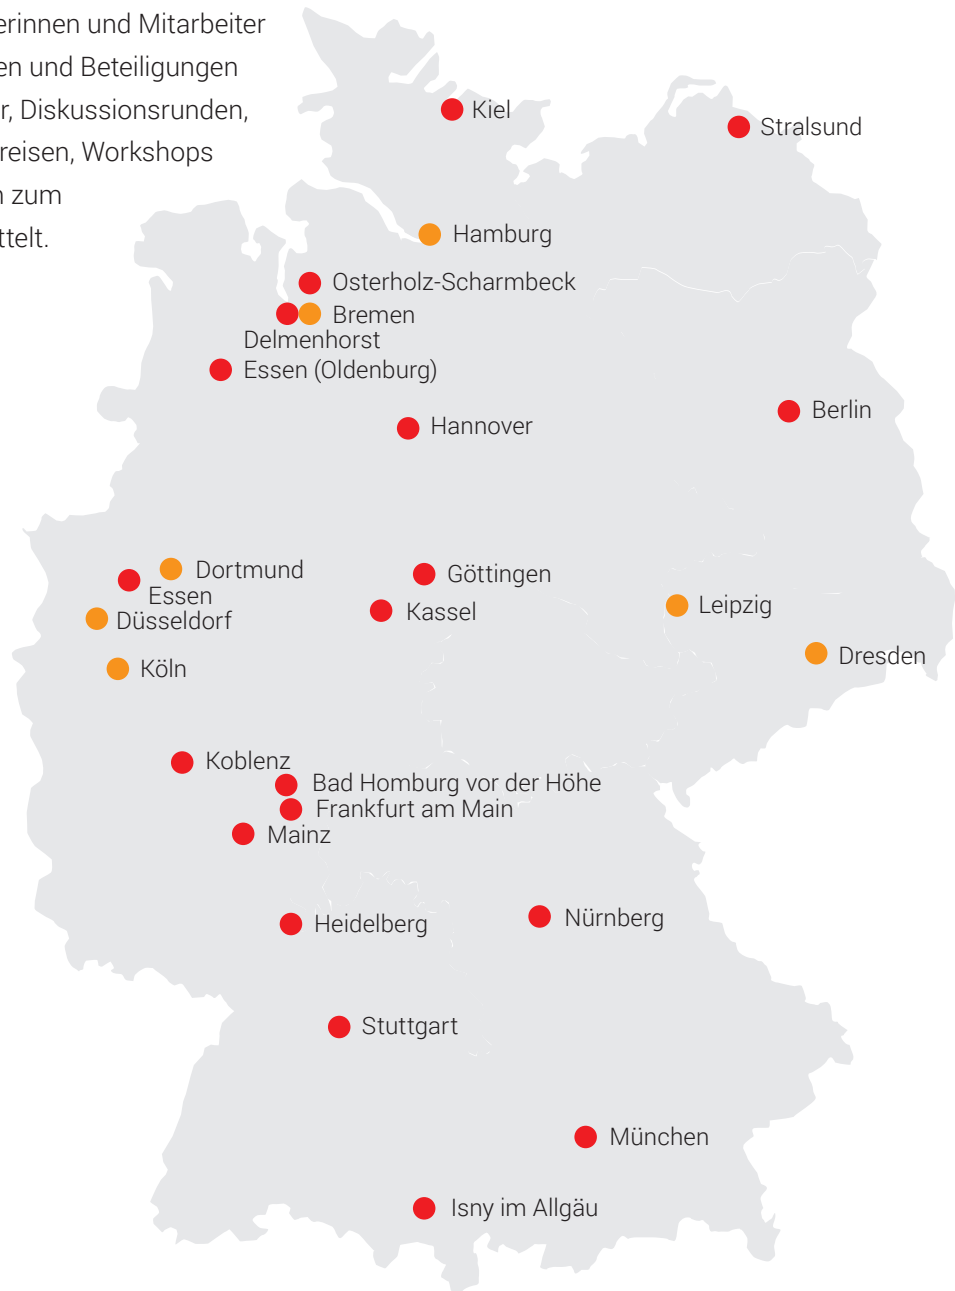 erinnen und Mitarbeiter
en und Beteiligungen
r, Diskussionsrunden,
reisen, Workshops
n zum
ttelt.
Kiel
Stralsund
Hamburg
Osterholz-Scharmbeck
Bremen
Delmenhorst
Essen (Oldenburg)
Berlin
Hannover
Dortmund
Göttingen
Essen
Leipzig
Kassel
Düsseldorf
Dresden
Köln
Koblenz
Bad Homburg vor der Höhe
Frankfurt am Main
Mainz
Nürnberg
Heidelberg
Stuttgart
München
Isny im Allgäu